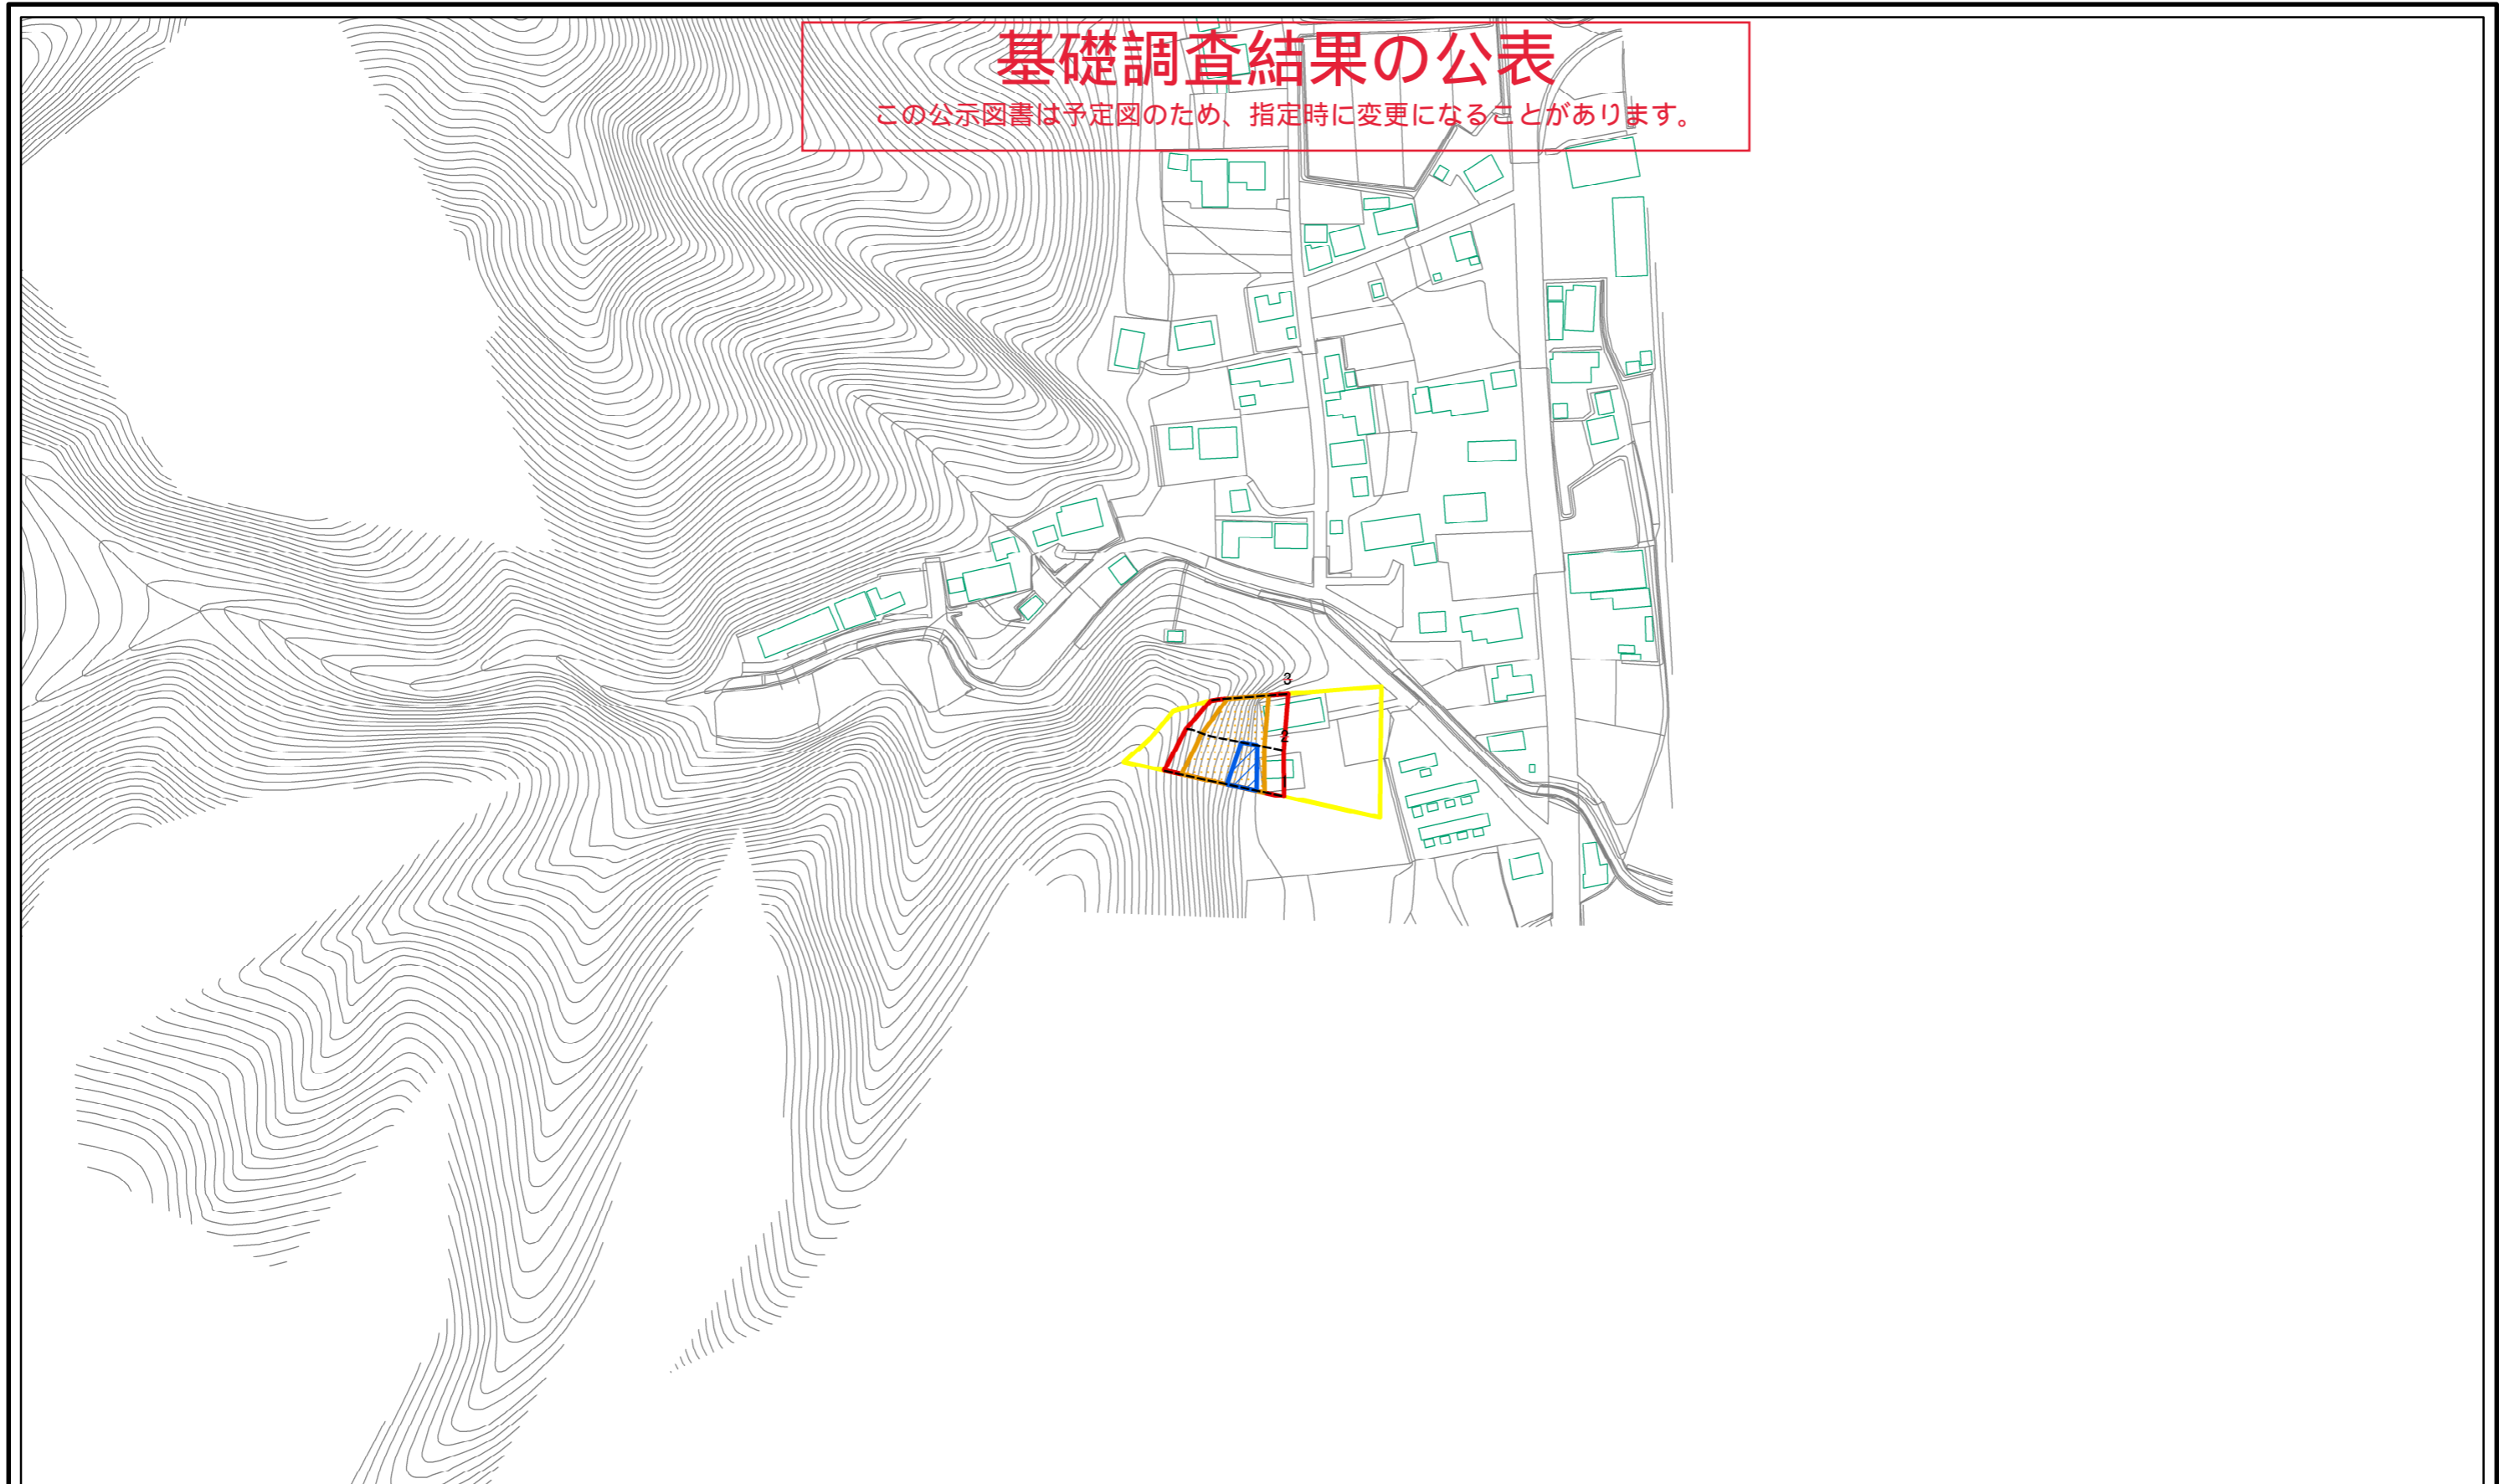 基礎調査結果の公表
この公示図書は予定図のため、指定時に変更になることがあります。
3
2